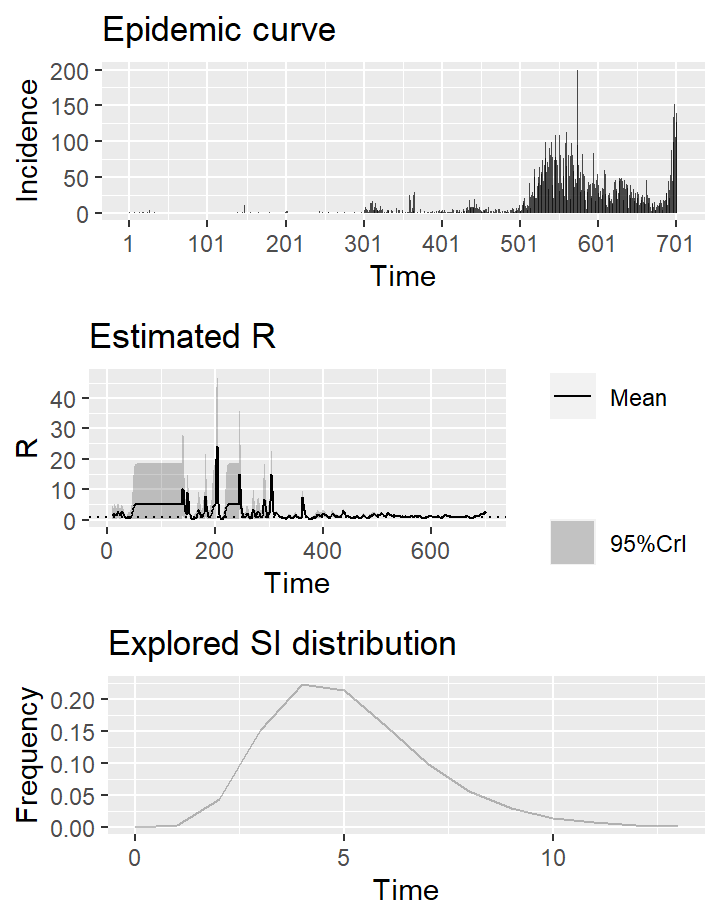 Epidemic curve
200
150
100
50
0
Incidence
1 101 201 301 401 501 601 701
Time
Estimated R
40
30
20
10
0
R
0 200 400 600
Time
Mean
95%CrI
Explored SI distribution
0.20
0.15
0.10
0.05
0.00
Frequency
0 5 10
Time